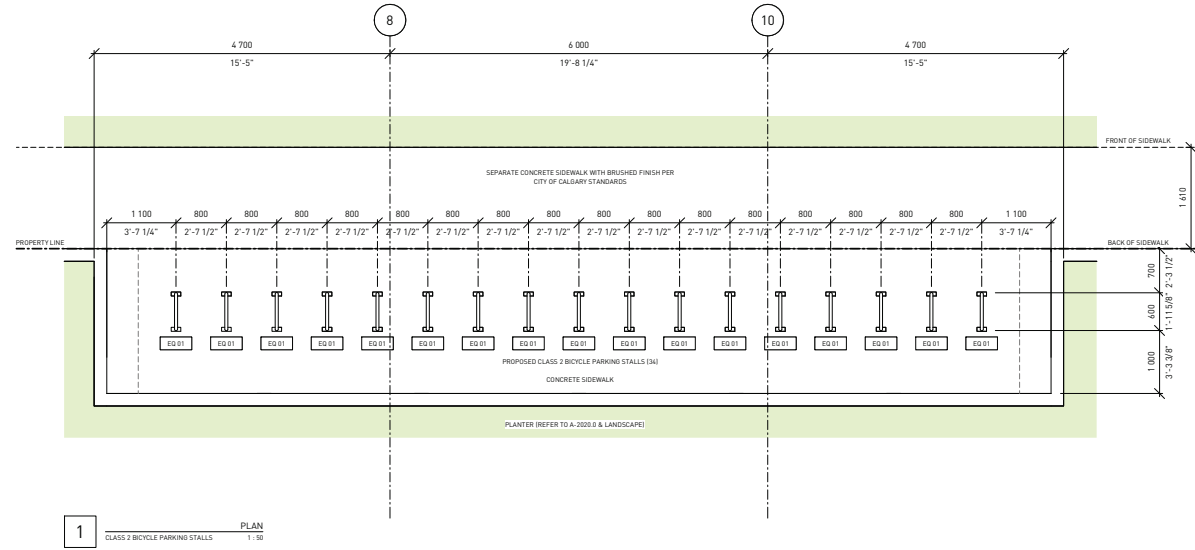 8
10
4 700
6 000
4 700
15'-5"
19'-8 1/4"
15'-5"
FRONT OF SIDEWALK
SEPARATE CONCRETE SIDEWALK WITH BRUSHED FINISH PER
CITY OF CALGARY STANDARDS
1 610
1 100 800 800 800 800 800 800 800 800 800 800 800 800 800 800 800 800 1 100
3'-7 1/4" 2'-7 1/2" 2'-7 1/2" 2'-7 1/2" 2'-7 1/2" 2'-7 1/2" 2'-7 1/2" 2'-7 1/2" 2'-7 1/2" 2'-7 1/2" 2'-7 1/2" 2'-7 1/2" 2'-7 1/2" 2'-7 1/2" 2'-7 1/2" 2'-7 1/2" 2'-7 1/2" 3'-7 1/4"
PROPERTY LINE
BACK OF SIDEWALK
700
2'-3 1/2"
600
1'-11 5/8"
1 000
3'-3 3/8"
EQ 01 EQ 01 EQ 01 EQ 01 EQ 01 EQ 01 EQ 01 EQ 01 EQ 01 EQ 01 EQ 01 EQ 01 EQ 01 EQ 01 EQ 01 EQ 01 EQ 01
PROPOSED CLASS 2 BICYCLE PARKING STALLS (34)
CONCRETE SIDEWALK
PLANTER (REFER TO A-2020.0 & LANDSCAPE)
1
PLAN
CLASS 2 BICYCLE PARKING STALLS
1 : 50